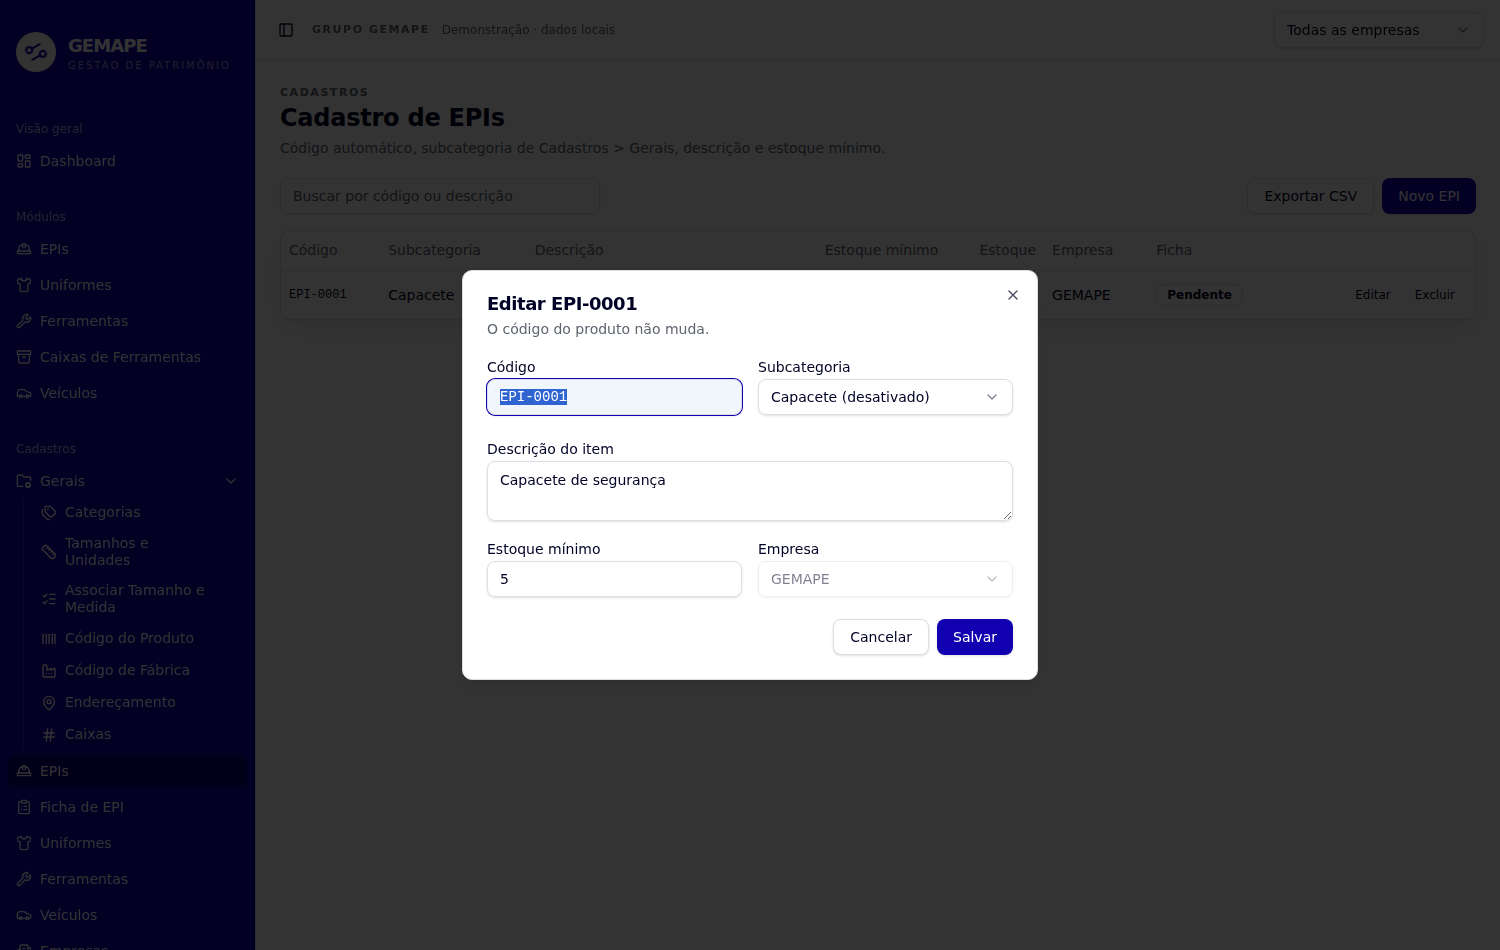 GEMAPE
GESTÃO DE PATRIMÔNIO
Visão geral
Dashboard
Módulos
EPIs
Uniformes
Ferramentas
Caixas de Ferramentas
Veículos
Cadastros
Gerais
Categorias
Tamanhos e
Unidades
Associar Tamanho e
Medida
Código do Produto
Código de Fábrica
Endereçamento
Caixas
EPIs
Ficha de EPI
Uniformes
Ferramentas
Veículos
Empresas
GRUPO GEMAPE Demonstração · dados locais Todas as empresas
CADASTROS
Cadastro de EPIs
Código automático, subcategoria de Cadastros > Gerais, descrição e estoque mínimo.
Buscar por código ou descrição Exportar CSV Novo EPI
Código Subcategoria Descrição Estoque mínimo Estoque Empresa Ficha
EPI-0001 Capacete GEMAPE Pendente Editar Excluir
Editar EPI-0001
O código do produto não muda.
Código Subcategoria
EPI-0001 Capacete (desativado)
Descrição do item
Capacete de segurança
Estoque mínimo Empresa
5 GEMAPE
Cancelar Salvar